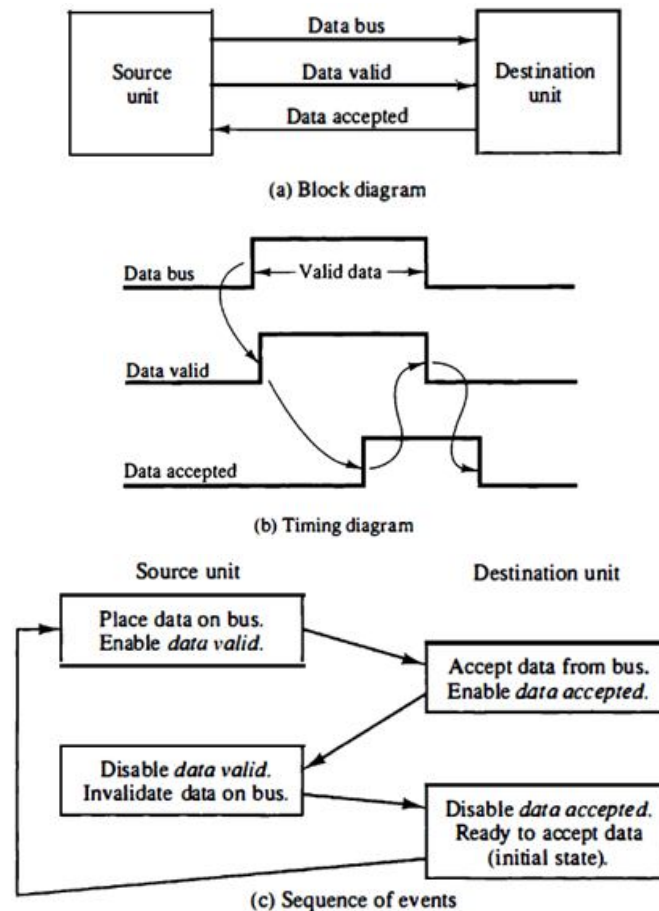 Data bus
Source
unit
Data valid
Destination
unit
Data accepted
(a) Block diagram
Data bus
Valid data
Data valid
Data accepted
(b) Timing diagram
Source unit
Destination unit
Place data on bus.
Enable data valid.
Accept data from bus.
Enable data accepted.
Disable data valid.
Invalidate data on bus.
Disable data accepted.
Ready to accept data
(initial state).
(c) Sequence of events